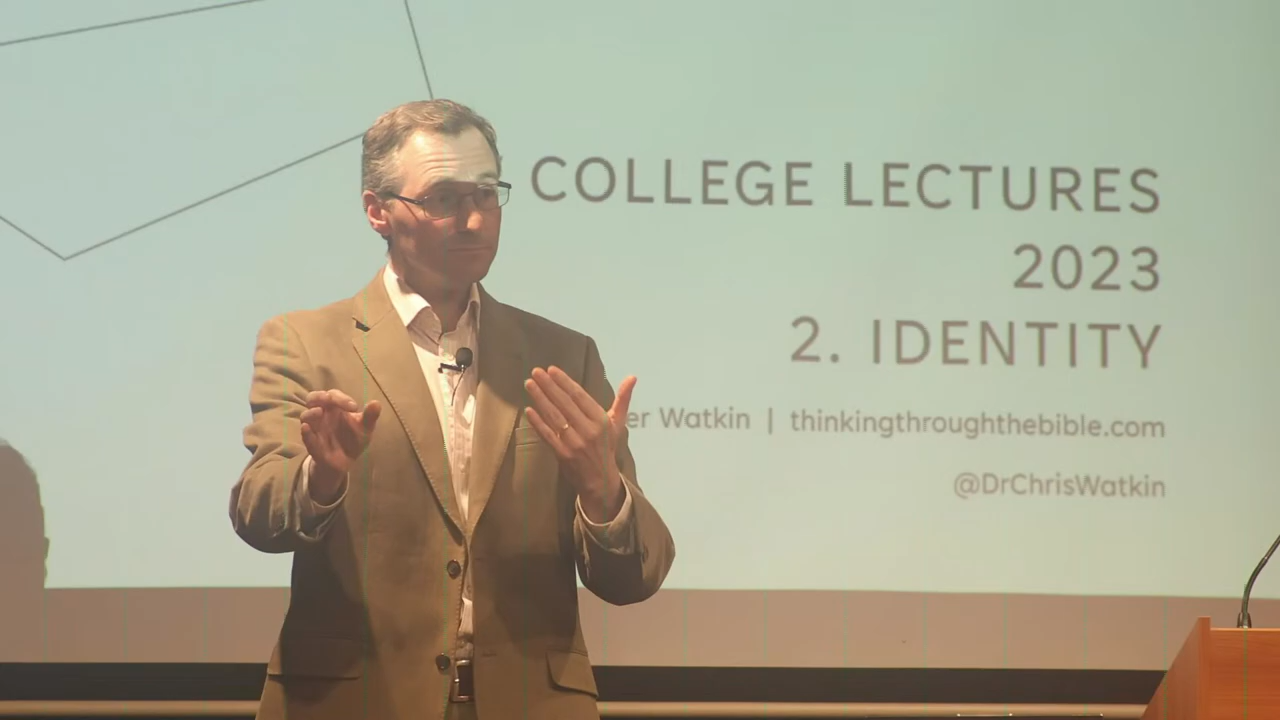 COLLEGE LECTURES
2023
2. IDENTITY
er Watkin | thinkingthroughthebible.com
@DrChrisWatkin